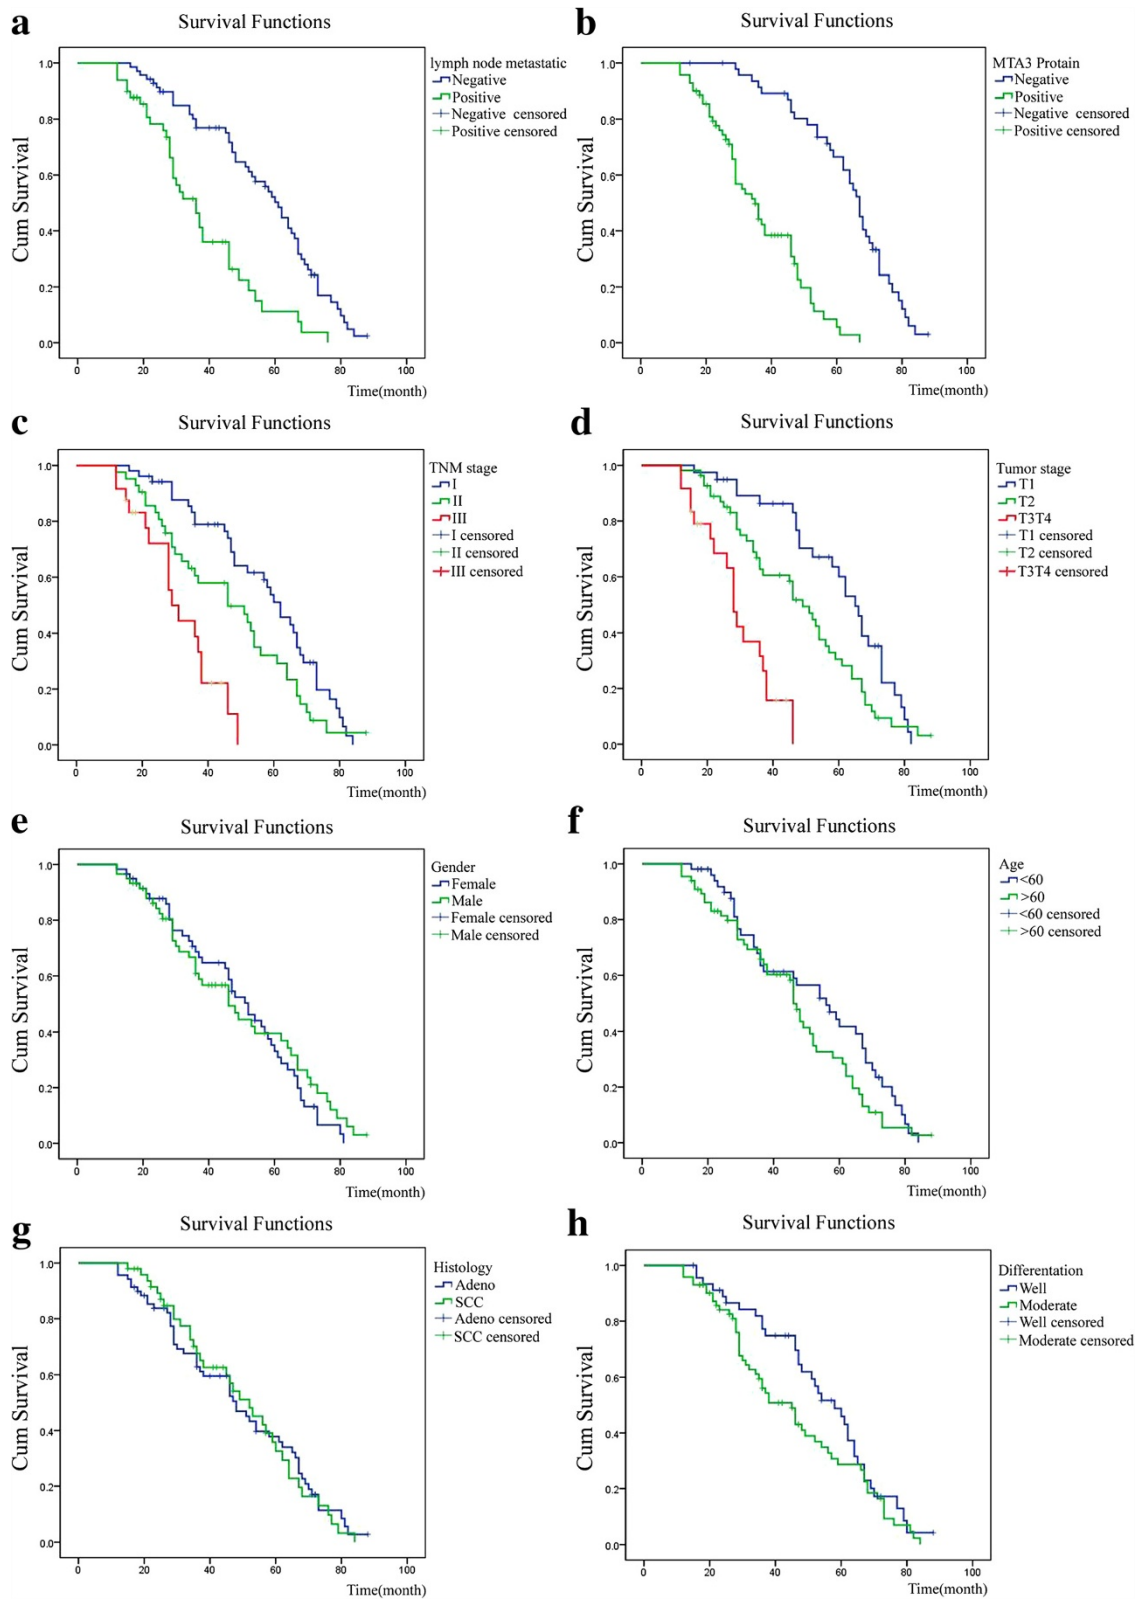 a
Survival Functions
Cum Survival
1.0
0.8
0.6
0.4
0.2
0.0
0 20 40 60 80 100
Time(month)
lymph node metastatic
Negative
Positive
Negative censored
Positive censored
b
Survival Functions
Cum Survival
1.0
0.8
0.6
0.4
0.2
0.0
0 20 40 60 80 100
Time(month)
MTA3 Protein
Negative
Positive
Negative censored
Positive censored
c
Survival Functions
Cum Survival
1.0
0.8
0.6
0.4
0.2
0.0
0 20 40 60 80 100
Time(month)
TNM stage
I
II
III
I censored
II censored
III censored
d
Survival Functions
Cum Survival
1.0
0.8
0.6
0.4
0.2
0.0
0 20 40 60 80 100
Time(month)
Tumor stage
T1
T2
T3T4
T1 censored
T2 censored
T3T4 censored
e
Survival Functions
Cum Survival
1.0
0.8
0.6
0.4
0.2
0.0
0 20 40 60 80 100
Time(month)
Gender
Female
Male
Female censored
Male censored
f
Survival Functions
Cum Survival
1.0
0.8
0.6
0.4
0.2
0.0
0 20 40 60 80 100
Time(month)
Age
<60
>60
<60 censored
>60 censored
g
Survival Functions
Cum Survival
1.0
0.8
0.6
0.4
0.2
0.0
0 20 40 60 80 100
Time(month)
Histology
Adeno
SCC
Adeno censored
SCC censored
h
Survival Functions
Cum Survival
1.0
0.8
0.6
0.4
0.2
0.0
0 20 40 60 80 100
Time(month)
Differentation
Well
Moderate
Well censored
Moderate censored